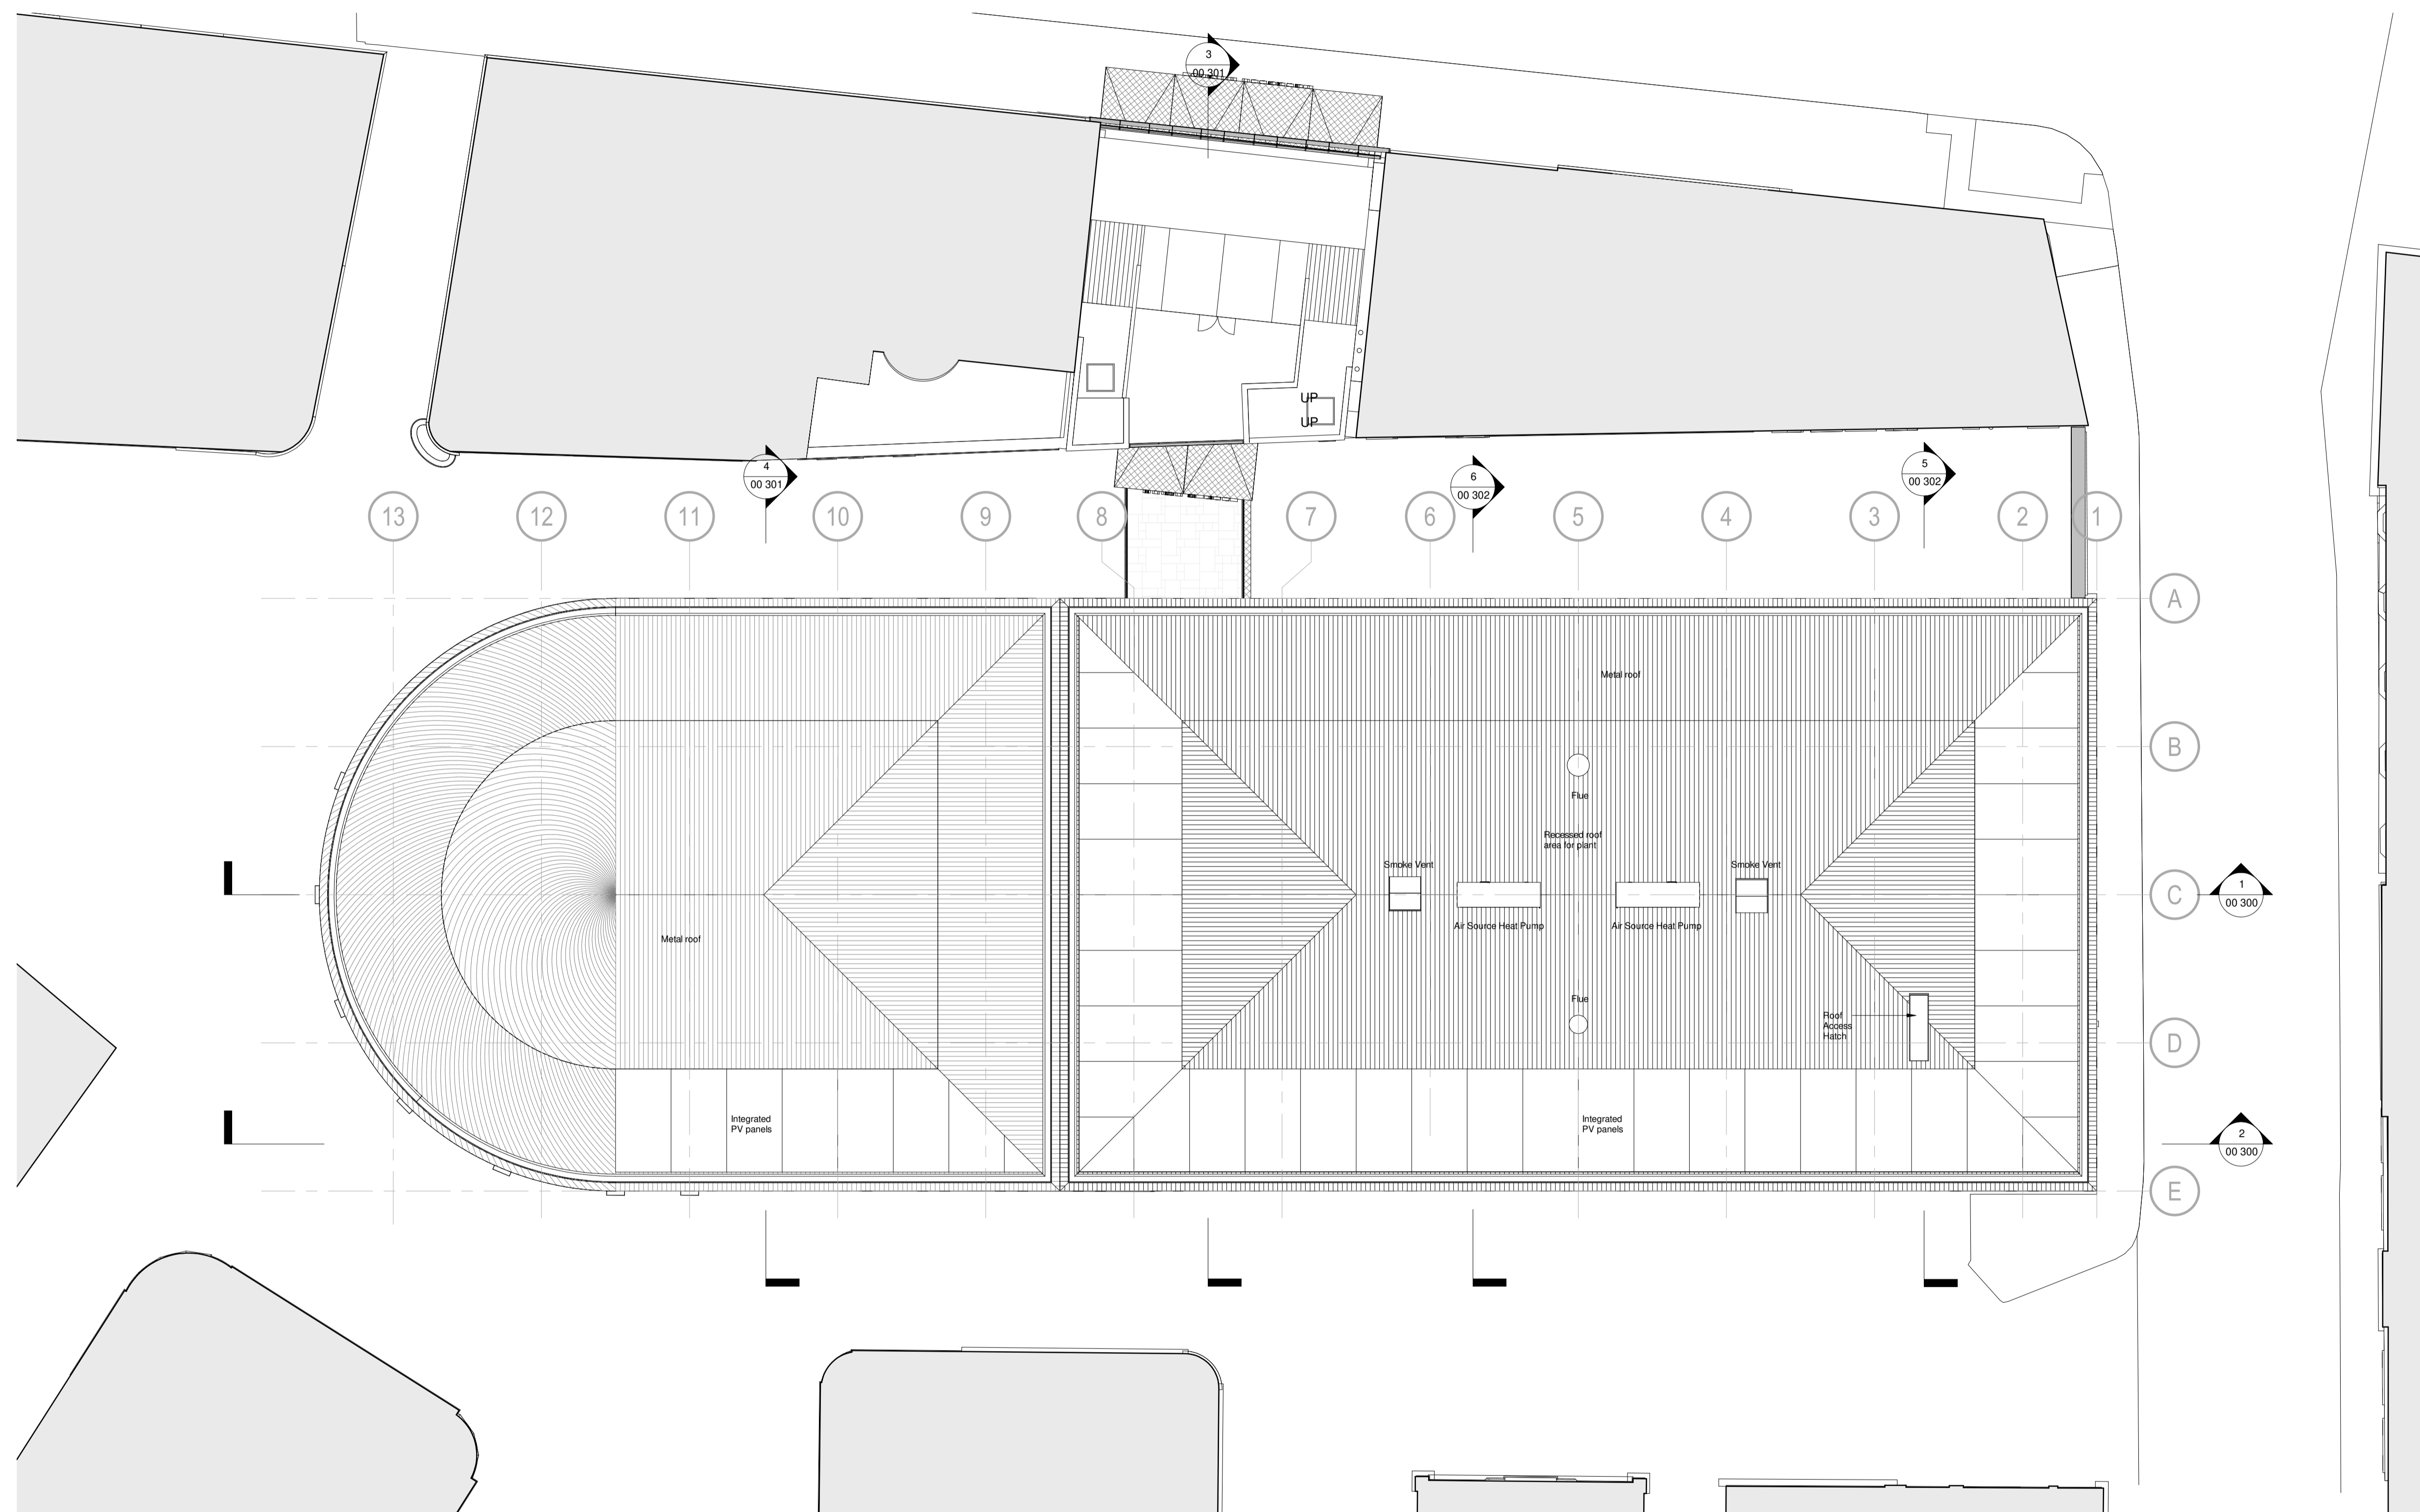 3
00 301
UP
UP
4
00 301
6
00 302
5
00 302
13
12
11
10
9
8
7
6
5
4
3
2
1
A
Metal roof
B
Flue
Recessed roof
area for plant
Smoke Vent
Smoke Vent
C
1
00 300
Air Source Heat Pump
Air Source Heat Pump
Metal roof
Flue
Roof
Access
Hatch
D
Integrated
PV panels
Integrated
PV panels
2
00 300
E